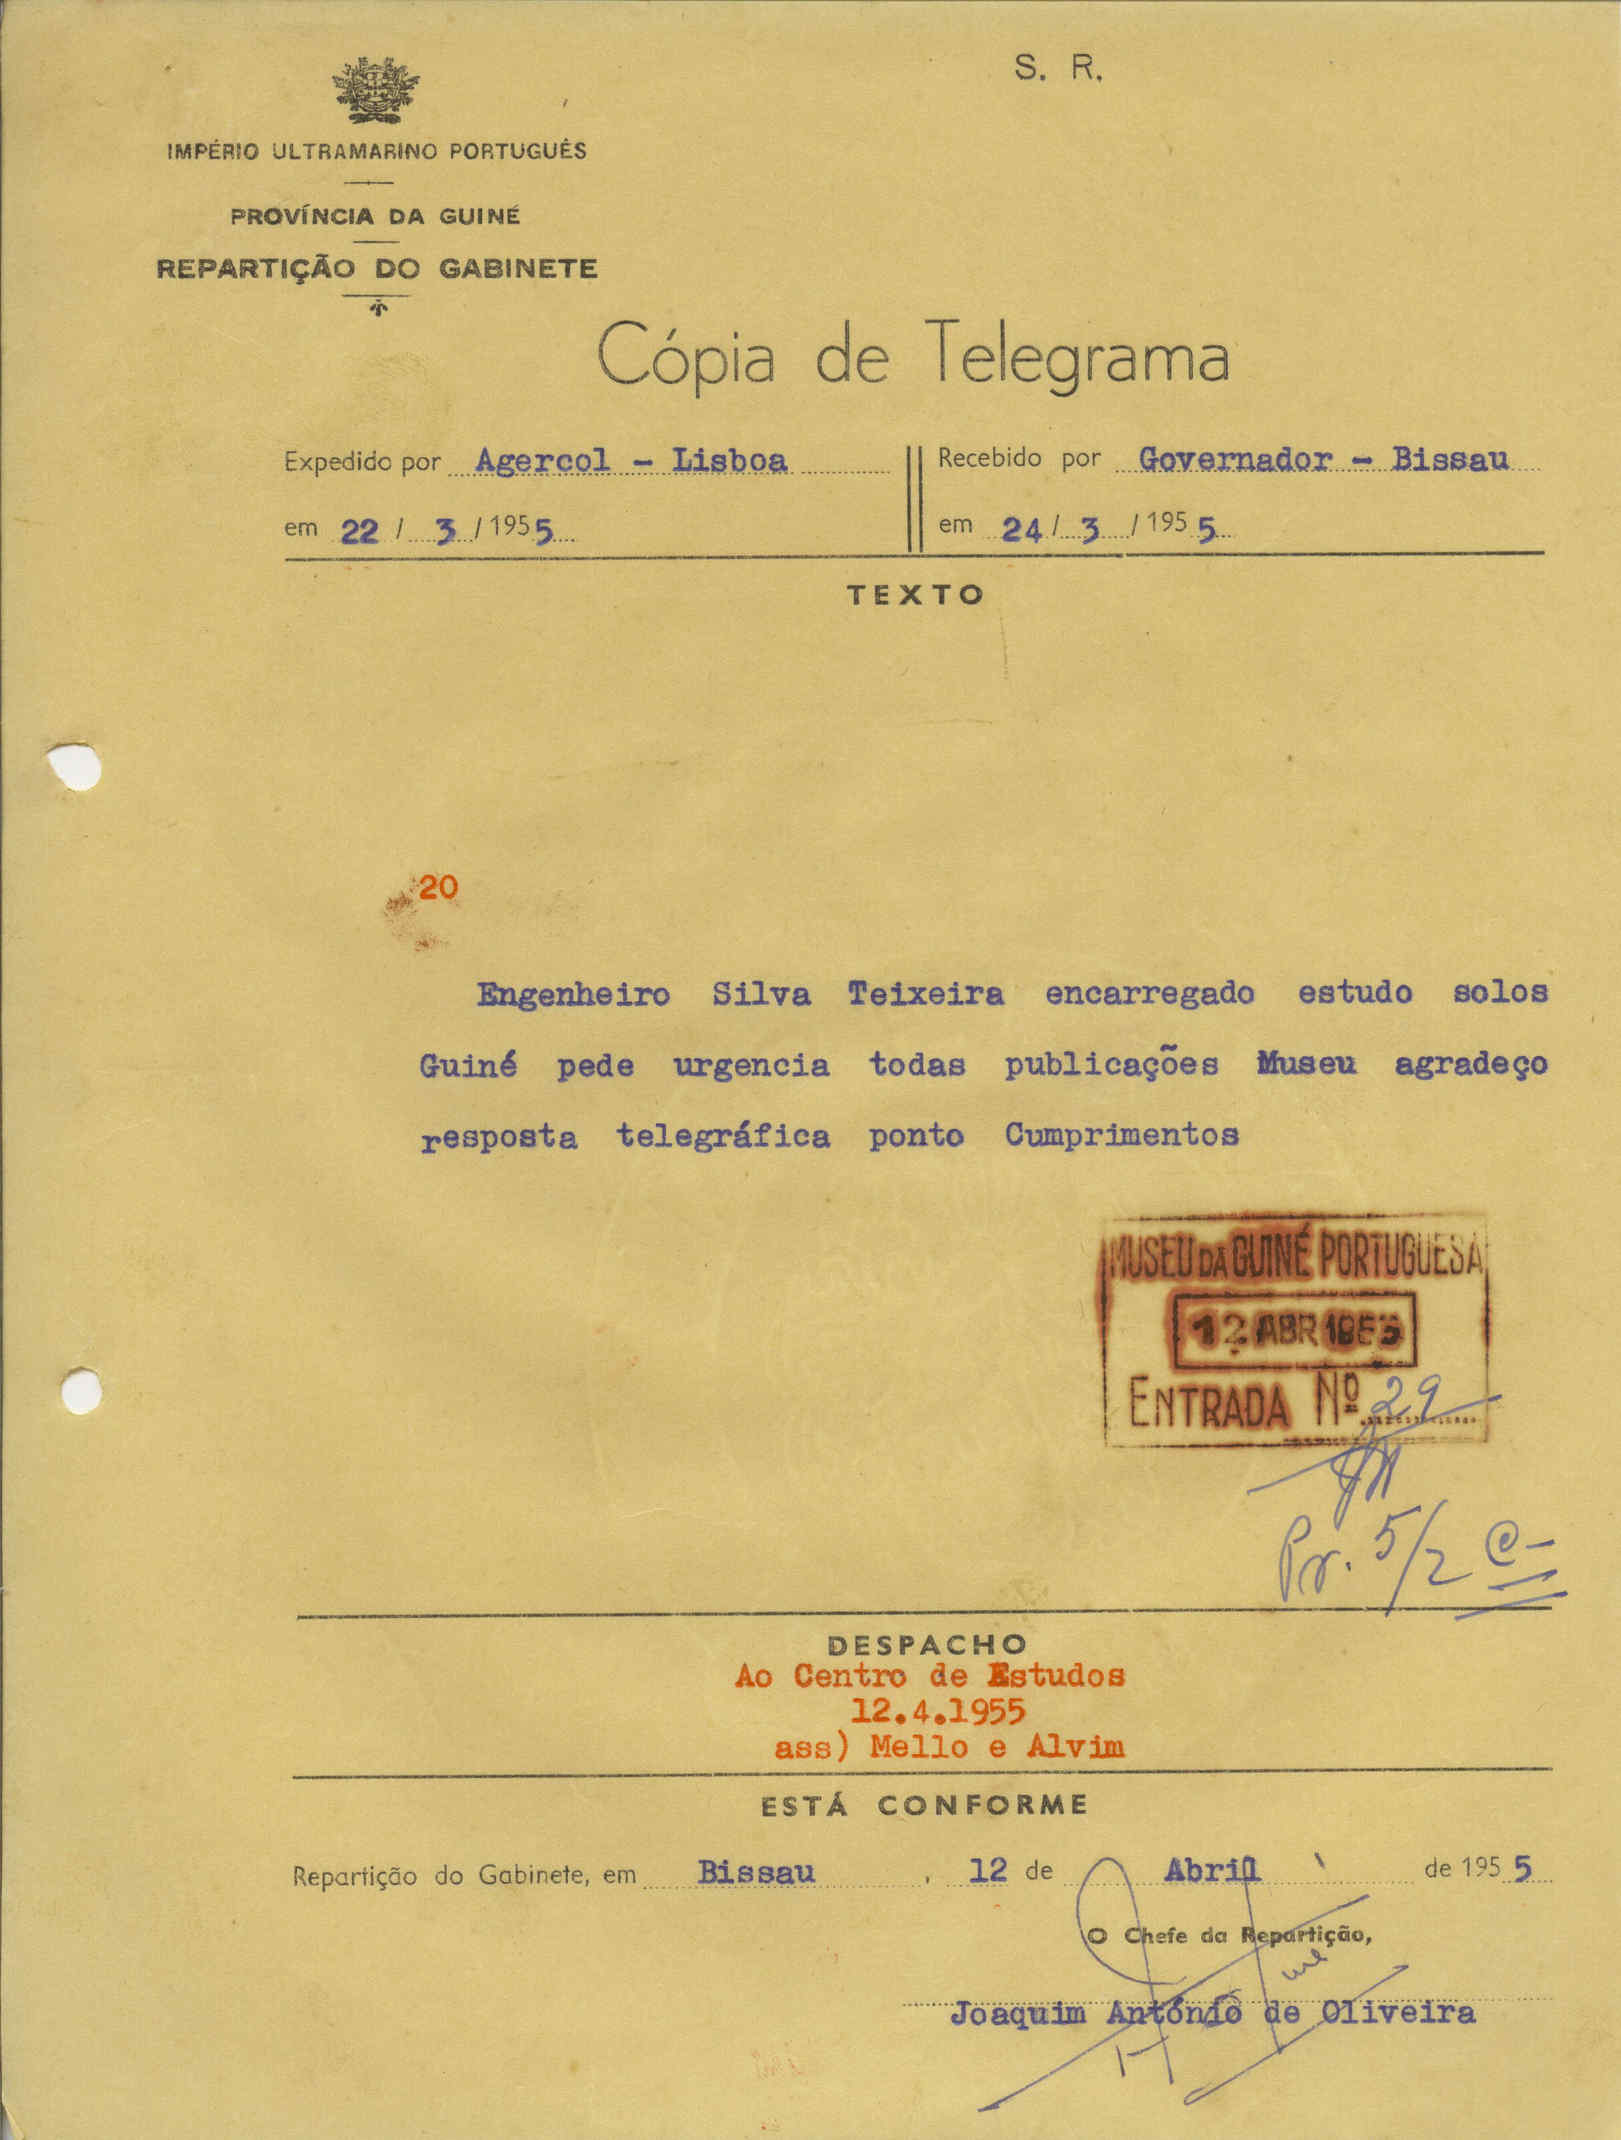 S. R.
IMPÉRIO ULTRAMARINO PORTUGUÊS
PROVÍNCIA DA GUINÉ
REPARTIÇÃO DO GABINETE
Cópia de Telegrama
Expedido por Agercol - Lisboa
em 22 / 3 / 1955
Recebido por Governador - Bissau
em 24 / 3 / 1955
TEXTO
20
Engenheiro Silva Teixeira encarregado estudo solos
Guiné pede urgencia todas publicações Museu agradeço
resposta telegráfica ponto Cumprimentos
MUSEU DA GUINÉ PORTUGUESA
12 ABR 1955
ENTRADA Nº 29
Pr. 5/2 C-
DESPACHO
Ao Centro de Estudos
12.4.1955
ass) Mello e Alvim
ESTÁ CONFORME
Repartição do Gabinete, em Bissau, 12 de Abril de 1955
O Chefe da Repartição,
Joaquim António de Oliveira